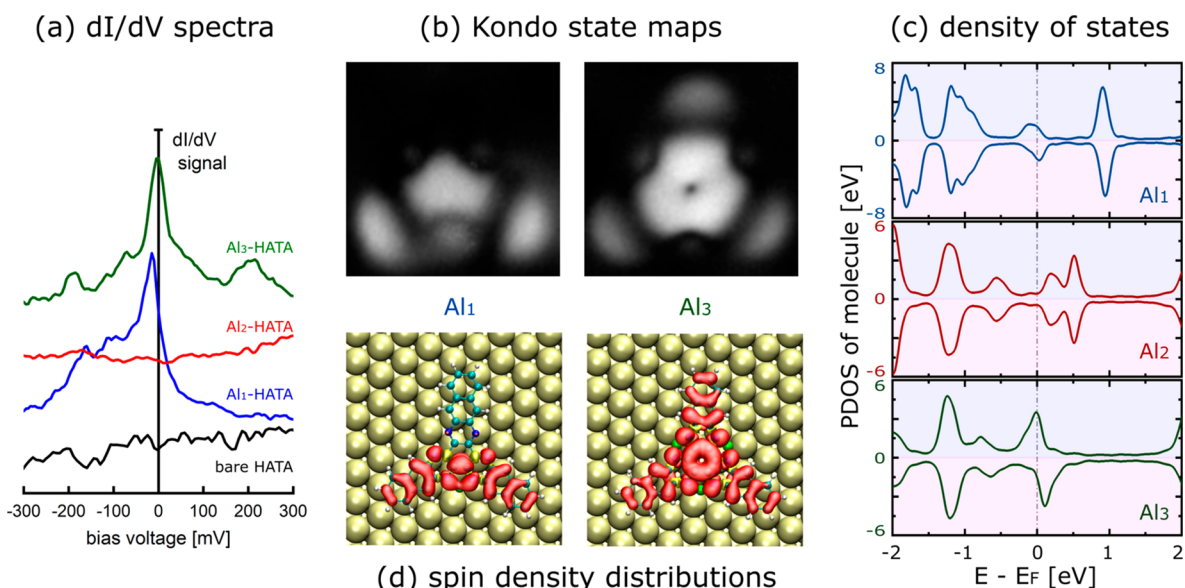 (a) dI/dV spectra
dI/dV
signal
Al3-HATA
Al2-HATA
Al1-HATA
bare HATA
-300 -200 -100 0 100 200 300
bias voltage [mV]
(b) Kondo state maps
Al1
Al3
(d) spin density distributions
(c) density of states
PDOS of molecule [eV]
8
0
-8
Al1
6
0
-6
Al2
6
0
-6
Al3
-2 -1 0 1 2
E - EF [eV]